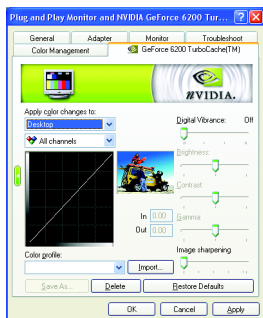 Plug and Play Monitor and NVIDIA GeForce 6200 Tur...
General Adapter Monitor Troubleshoot
Color Management GeForce 6200 TurboCache(TM)
nVIDIA.
Apply color changes to:
Desktop
All channels
Digital Vibrance: Off
Brightness:
Contrast
Gamma
In 0.00
Out 0.00
Color profile:
Import...
Image sharpening
Save As... Delete Restore Defaults
OK Cancel Apply